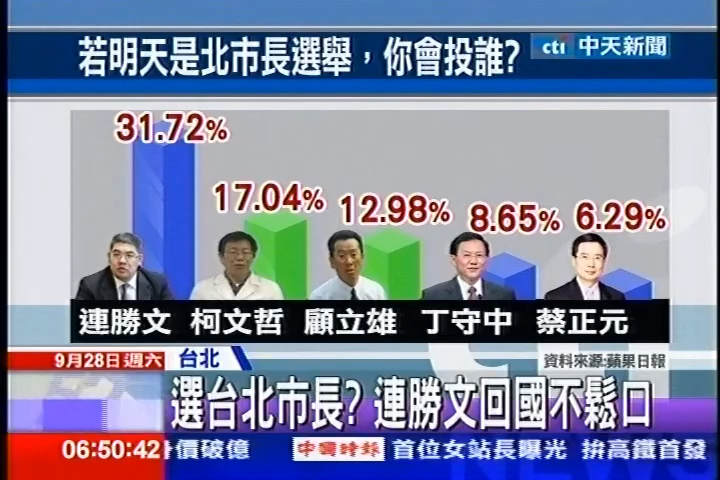 若明天是北市長選舉，你會投誰?
cti 中天新聞
31.72%
17.04%
12.98%
8.65%
6.29%
連勝文 柯文哲 顧立雄 丁守中 蔡正元
9月28日週六
台北
資料來源:蘋果日報
選台北市長? 連勝文回國不鬆口
06:50:42
價破億 中國時報 首位女站長曝光 拚高鐵首發
NEWS